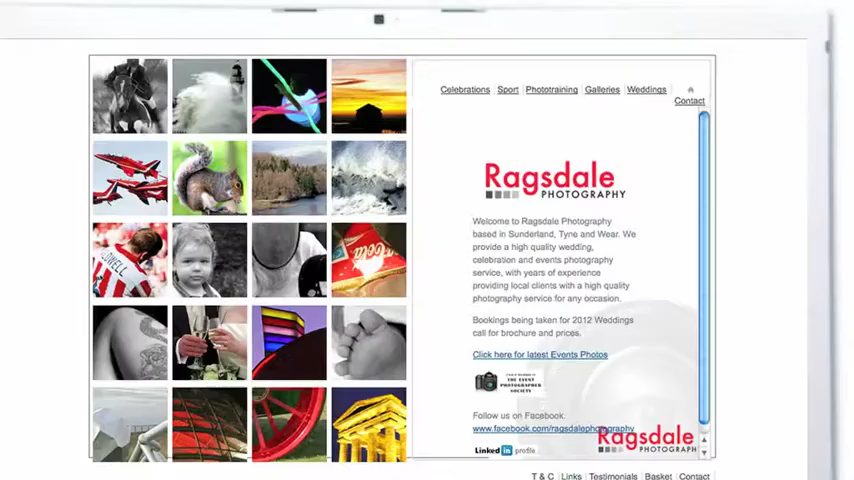 Celebrations Sport Phototraining Galleries Weddings
Contact
Ragsdale
PHOTOGRAPHY
Welcome to Ragsdale Photography
based in Sunderland, Tyne and Wear. We
provide a high quality wedding,
celebration and events photography
service, with years of experience
providing local clients with a high quality
photography service for any occasion.
Bookings being taken for 2012 Weddings
call for brochure and prices.
Click here for latest Events Photos
THE EVENT
PHOTOGRAPHER
SOCIETY
Follow us on Facebook.
www.facebook.com/ragsdalephotography
Ragsdale
PHOTOGRAPH
Linked in profile
T & C Links Testimonials Basket Contact
DWELL
Coca